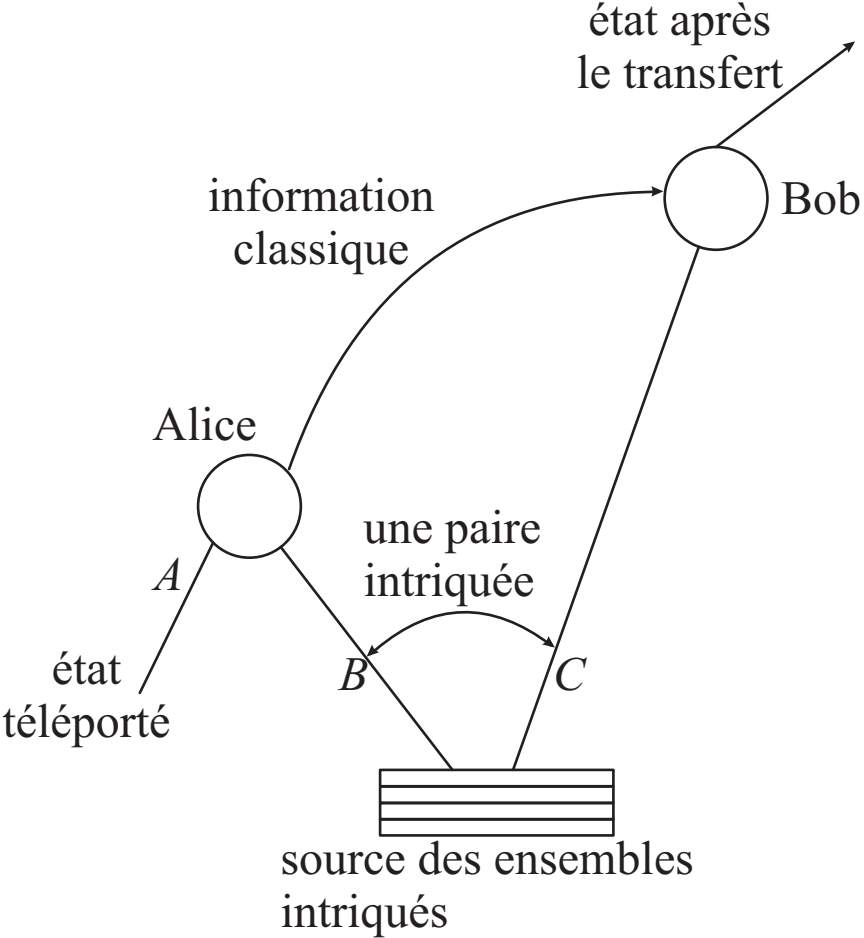 état après
le transfert
Bob
information
classique
Alice
une paire
intriquée
A
B
C
état
téléporté
source des ensembles
intriqués